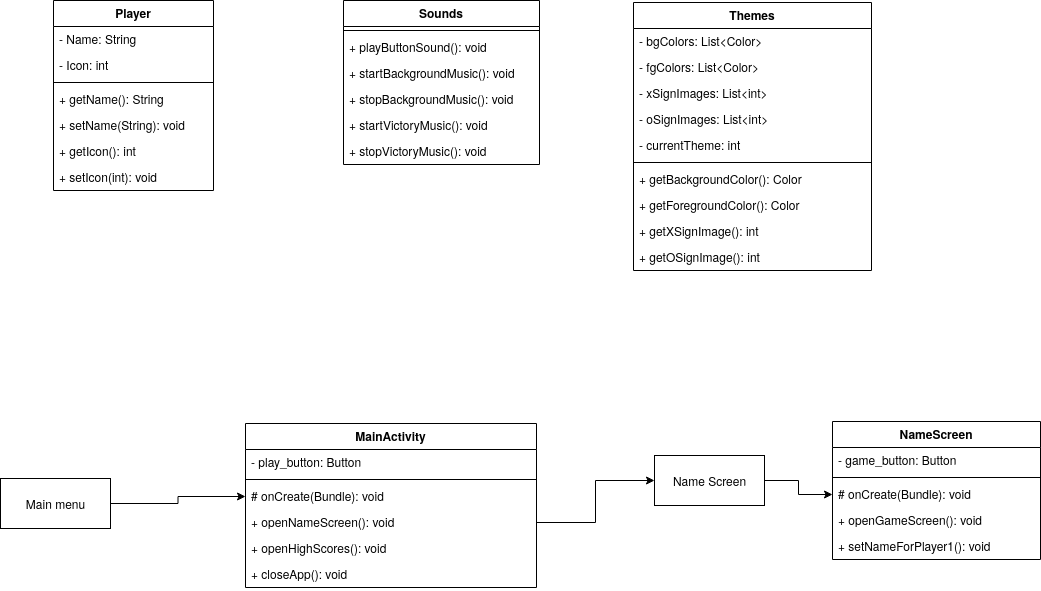 Player
- Name: String
- Icon: int
+ getName(): String
+ setName(String): void
+ getIcon(): int
+ setIcon(int): void
Sounds
+ playButtonSound(): void
+ startBackgroundMusic(): void
+ stopBackgroundMusic(): void
+ startVictoryMusic(): void
+ stopVictoryMusic(): void
Themes
- bgColors: List<Color>
- fgColors: List<Color>
- xSignImages: List<int>
- oSignImages: List<int>
- currentTheme: int
+ getBackgroundColor(): Color
+ getForegroundColor(): Color
+ getXSignImage(): int
+ getOSignImage(): int
Main menu
MainActivity
- play_button: Button
# onCreate(Bundle): void
+ openNameScreen(): void
+ openHighScores(): void
+ closeApp(): void
Name Screen
NameScreen
- game_button: Button
# onCreate(Bundle): void
+ openGameScreen(): void
+ setNameForPlayer1(): void